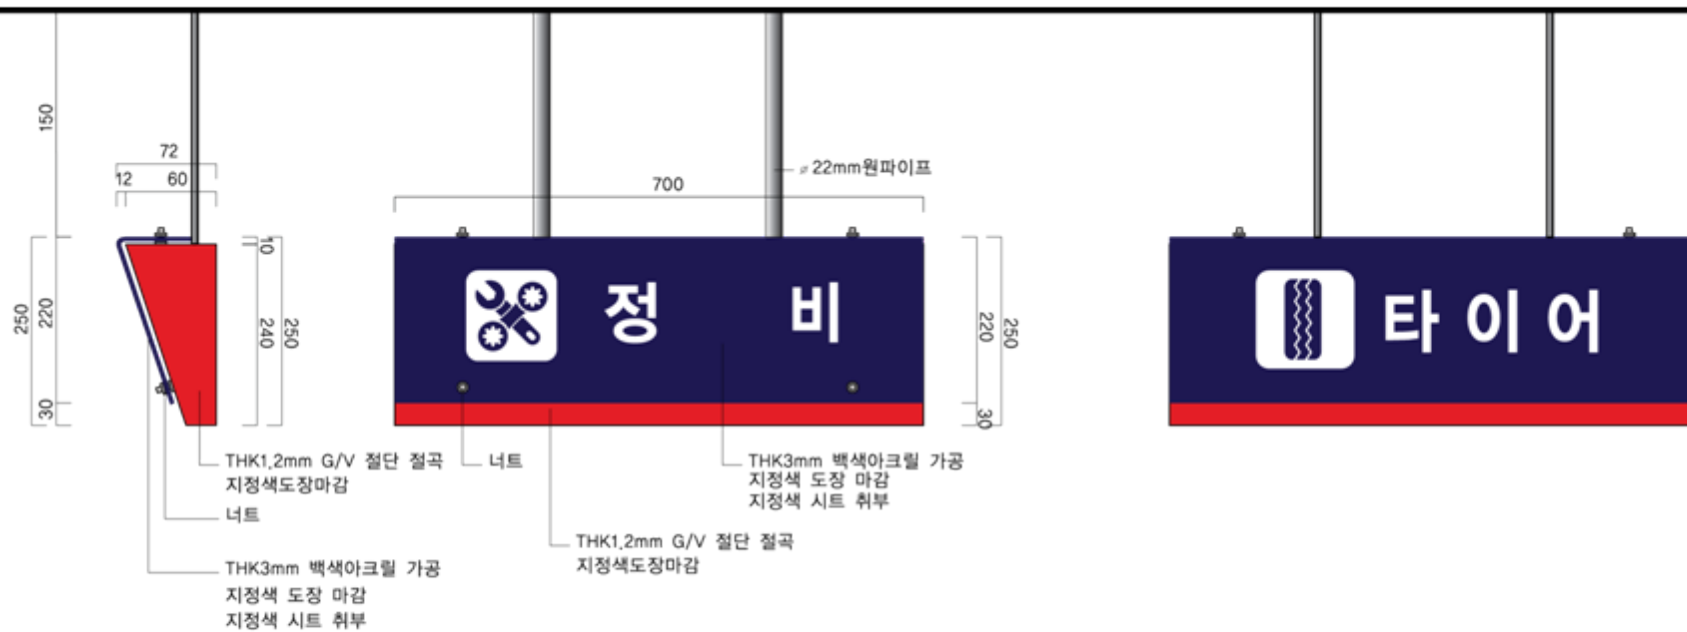 150
72
12 60
10
240
250
250
220
30
THK1,2mm G/V 절단 절곡
지정색도장마감
너트
THK3mm 백색아크릴 가공
지정색 도장 마감
지정색 시트 취부
700
⌀22mm원파이프
정 비
220
250
30
너트
THK3mm 백색아크릴 가공
지정색 도장 마감
지정색 시트 취부
THK1,2mm G/V 절단 절곡
지정색도장마감
타이어